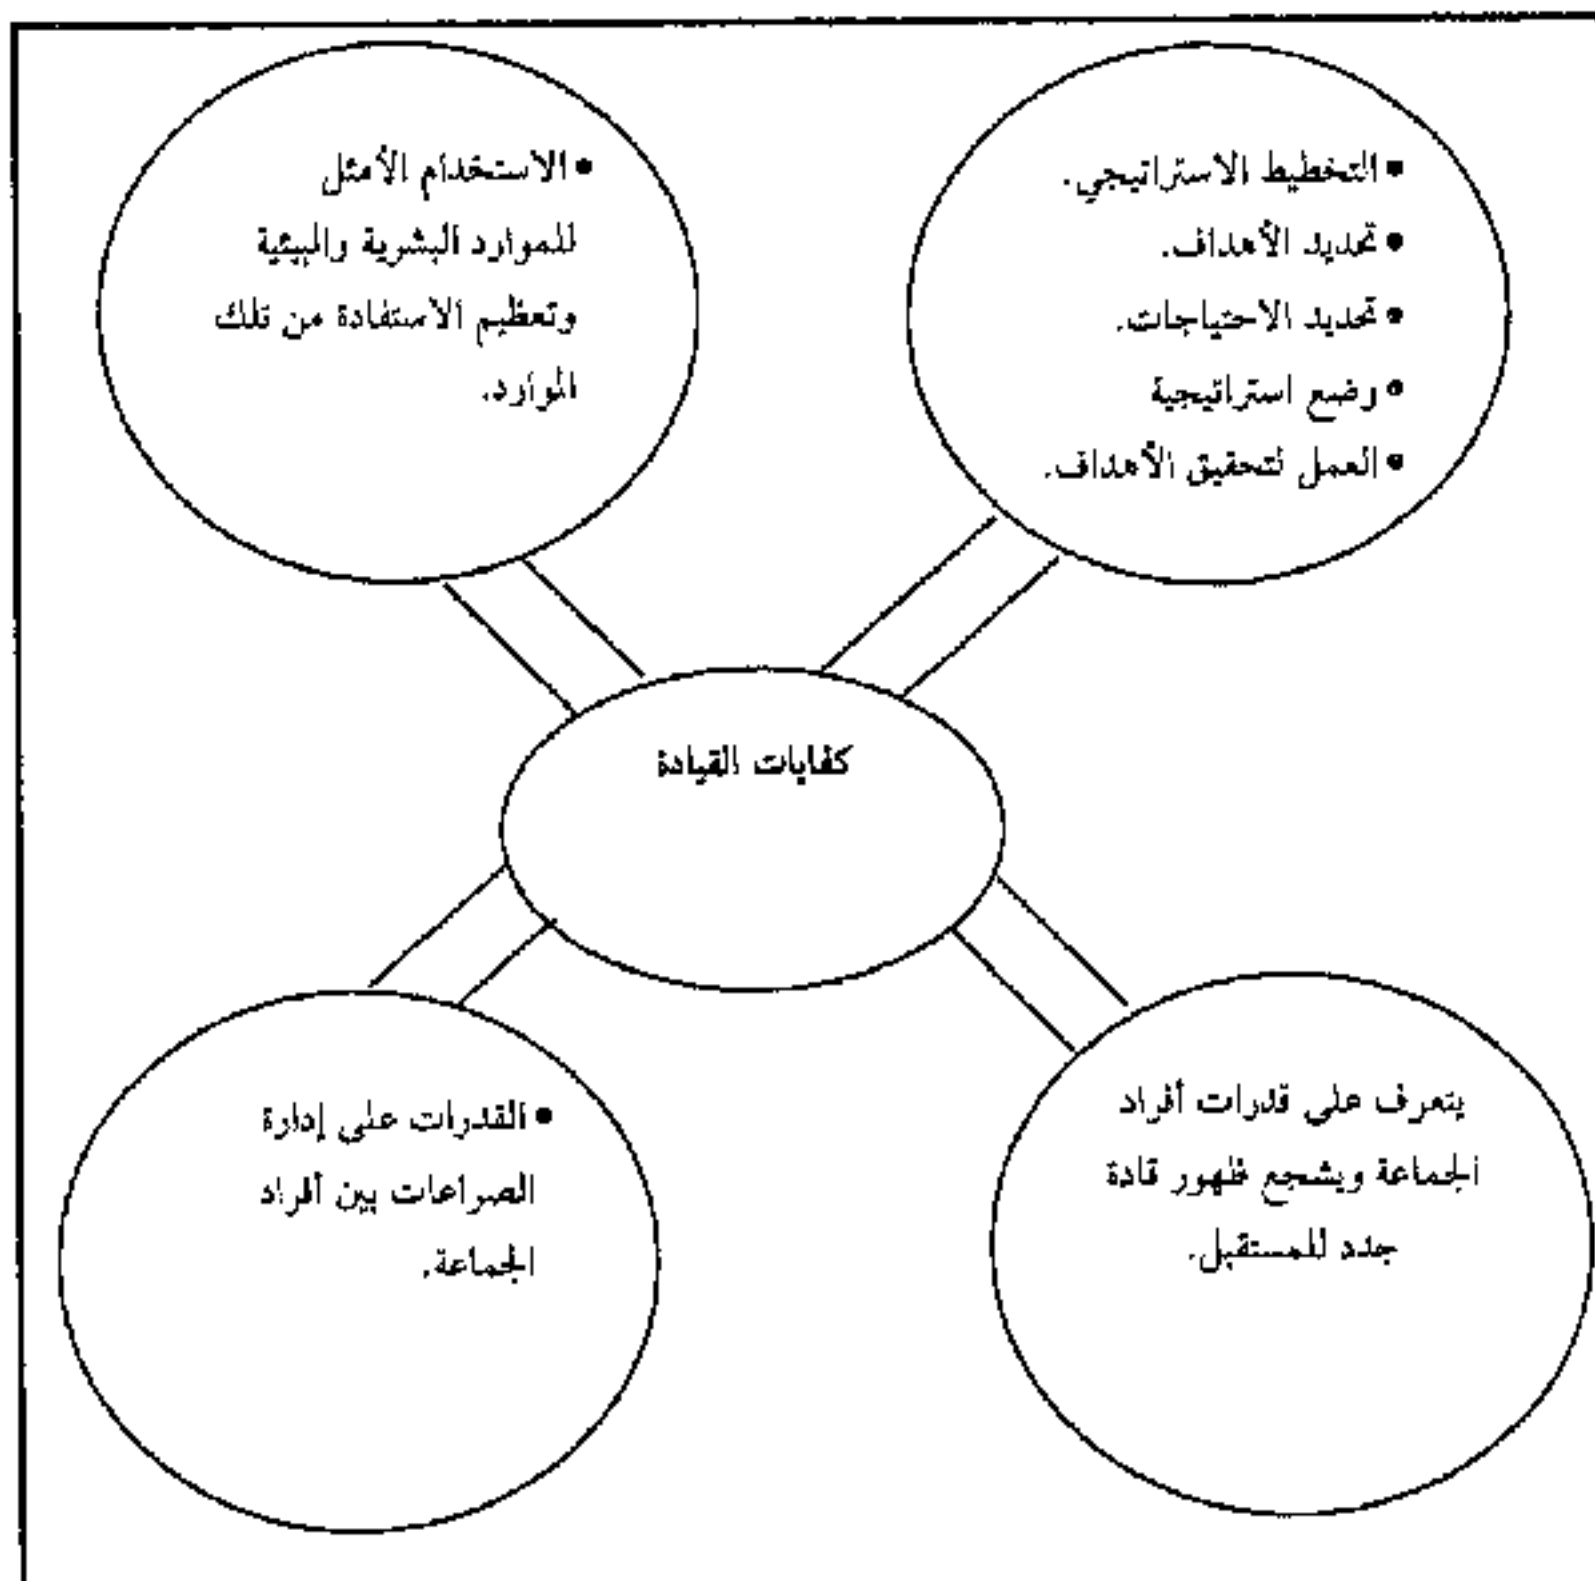 • التخطيط الاستراتيجي.
• تحديد الأهداف.
• تحديد الاحتياجات.
• وضع استراتيجية
• العمل لتحقيق الأهداف.
• الاستخدام الأمثل
للموارد البشرية والبيئية
وتعظيم الاستفادة من تلك
الموارد.
كفايات القيادة
يتعرف على قدرات أفراد
الجماعة ويشجع ظهور قادة
جدد للمستقبل.
• القدرات على إدارة
الصراعات بين أفراد
الجماعة.